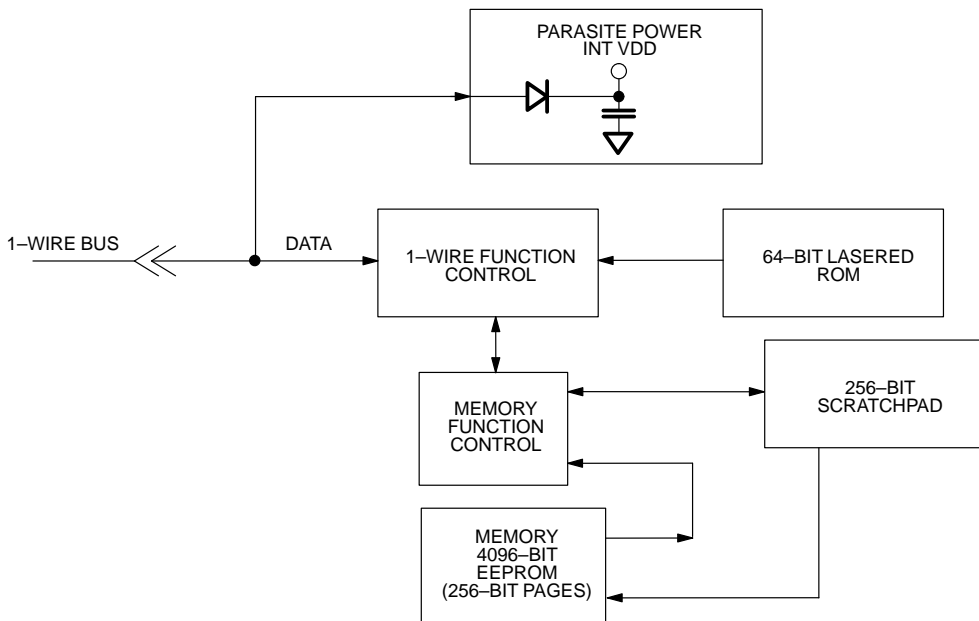 PARASITE POWER
INT VDD
1–WIRE BUS
DATA
1–WIRE FUNCTION
CONTROL
64–BIT LASERED
ROM
MEMORY
FUNCTION
CONTROL
256–BIT
SCRATCHPAD
MEMORY
4096–BIT
EEPROM
(256–BIT PAGES)